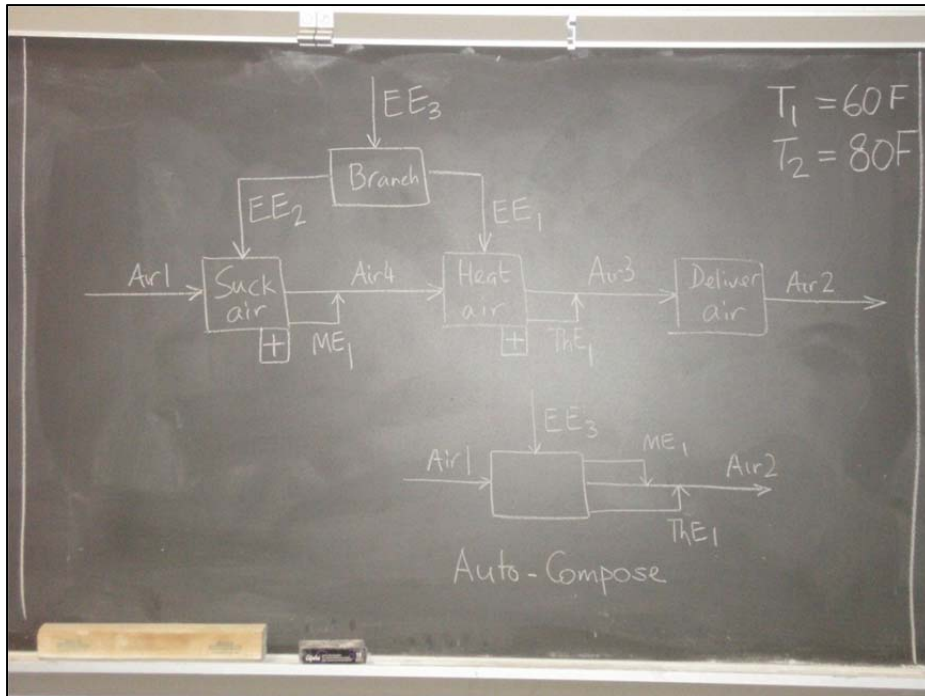 EE3
T1 = 60F
T2 = 80F
Branch
EE2
EE1
Air1
Suck
air
+
ME1
Air4
Heat
air
+
ThE1
Air3
Deliver
air
Air2
EE3
Air1
ME1
Air2
ThE1
Auto-Compose